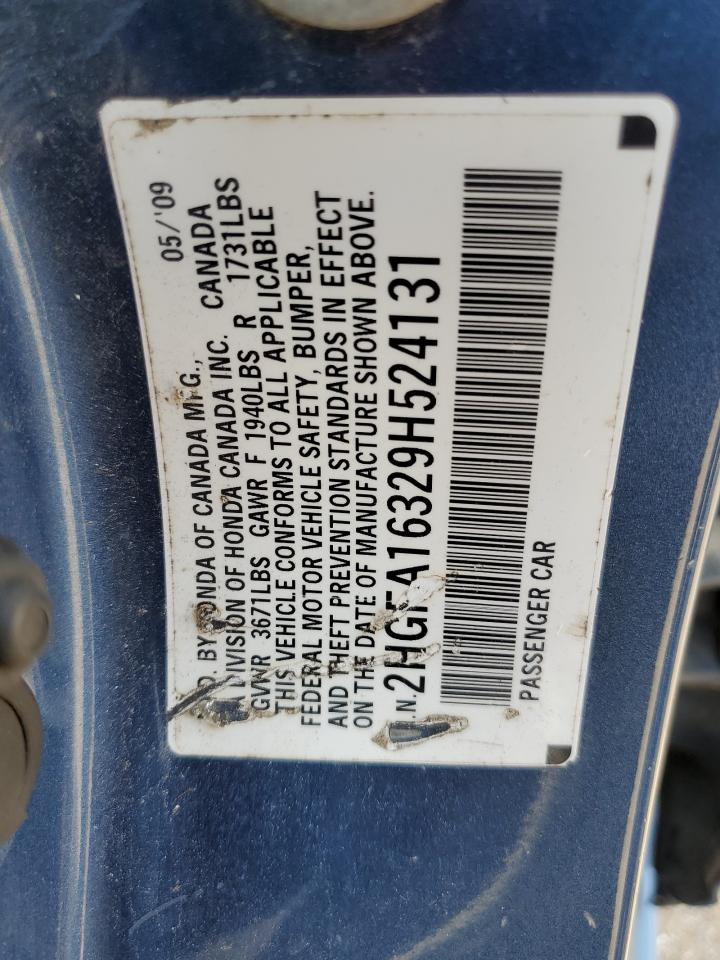 BY HONDA OF CANADA MFG., 05/'09
DIVISION OF HONDA CANADA INC. CANADA
GVWR 3671LBS GAWR F 1940LBS R 1731LBS
THIS VEHICLE CONFORMS TO ALL APPLICABLE
FEDERAL MOTOR VEHICLE SAFETY, BUMPER,
AND THEFT PREVENTION STANDARDS IN EFFECT
ON THE DATE OF MANUFACTURE SHOWN ABOVE.
.N. 2HGFA16329H524131
PASSENGER CAR